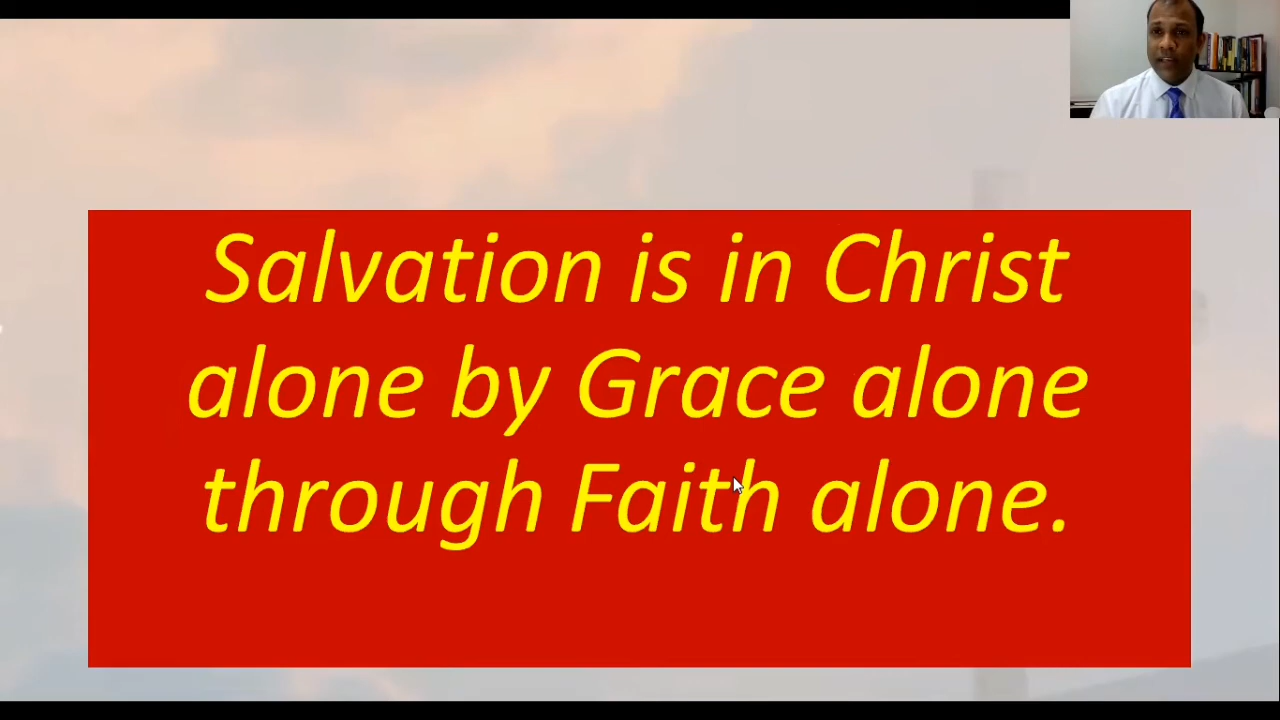 Salvation is in Christ
alone by Grace alone
through Faith alone.